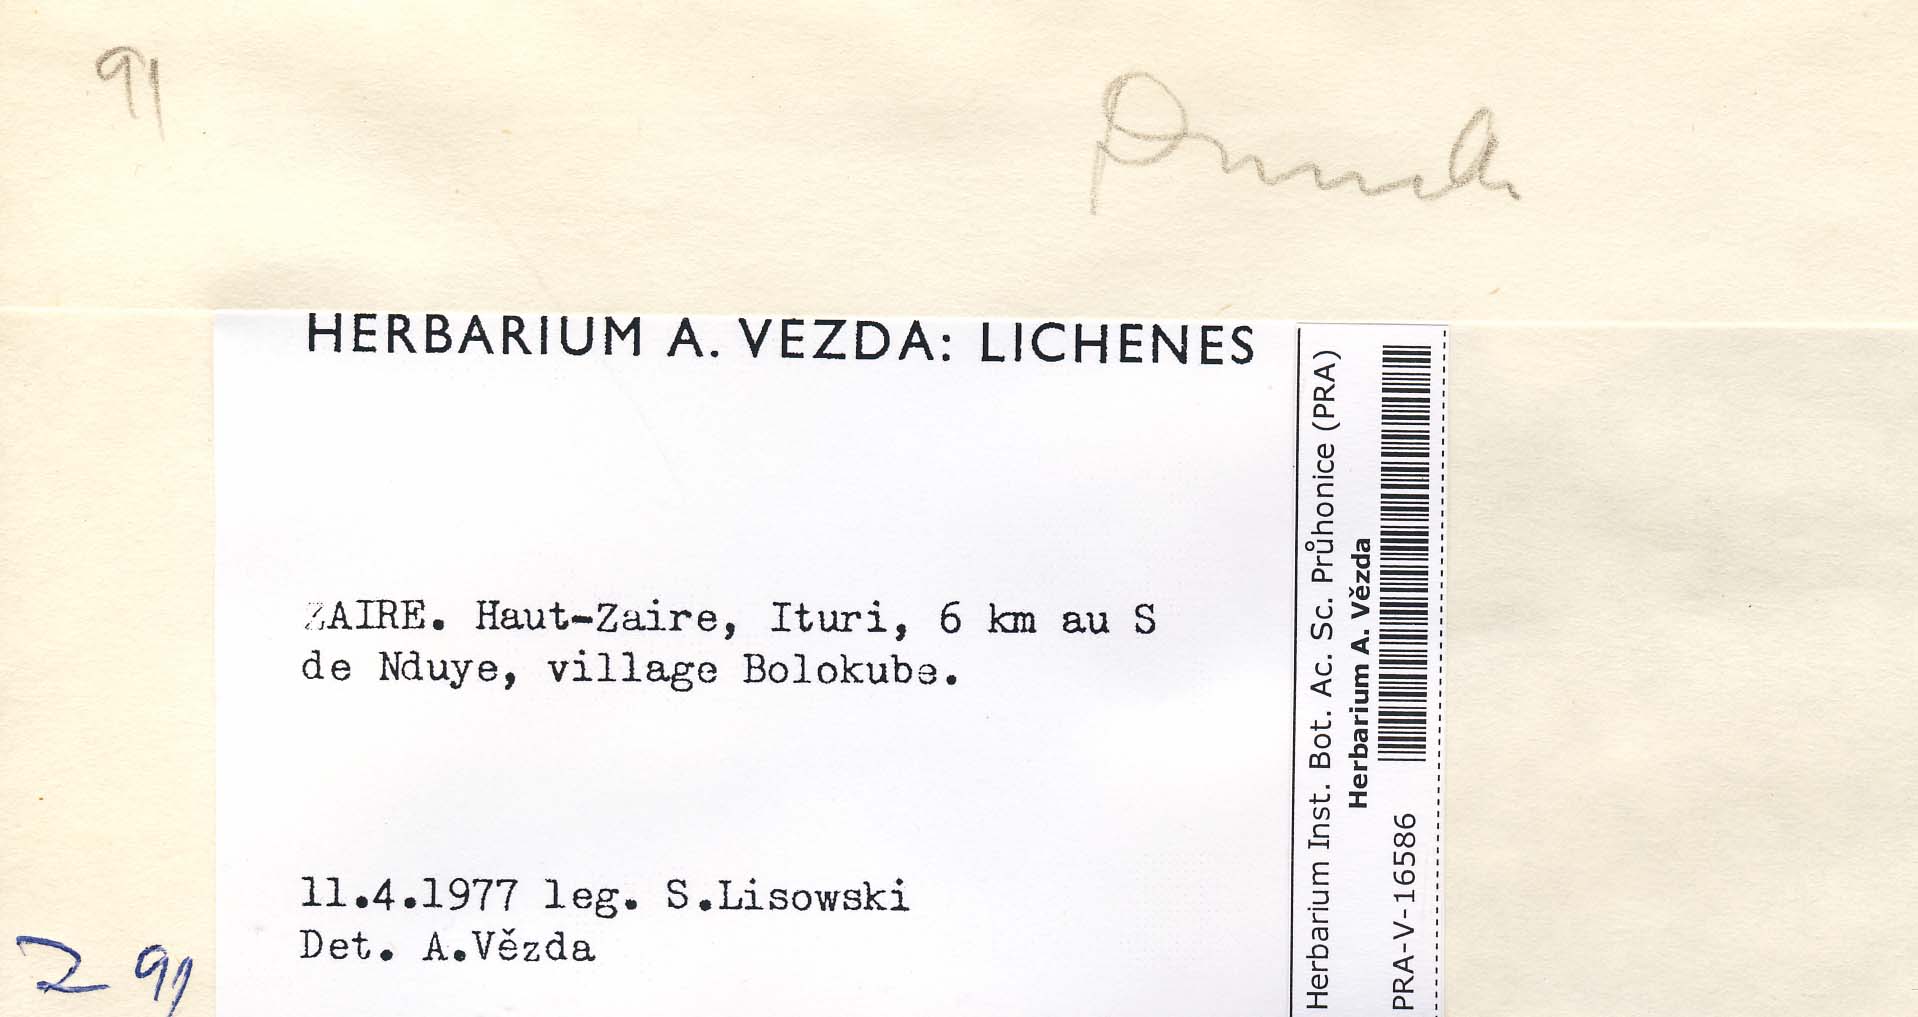 91
HERBARIUM A. VĚZDA: LICHENES
ZAIRE. Haut-Zaire, Ituri, 6 km au S
de Nduye, village Bolokube.
11.4.1977 leg. S.Lisowski
Det. A.Vězda
Z 91
Herbarium Inst. Bot. Ac. Sc. Průhonice (PRA)
Herbarium A. Vězda
PRA-V-16586